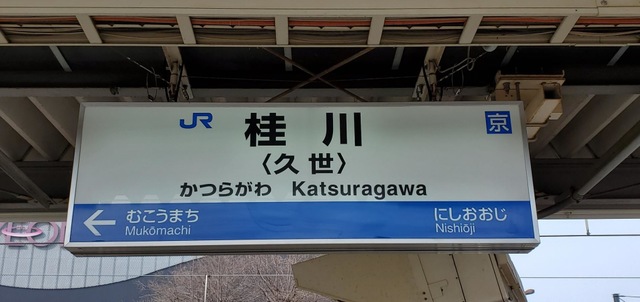 JR 桂川 京
〈久世〉
かつらがわ Katsuragawa
← むこうまち にしおおじ
Mukōmachi Nishiōji
EON